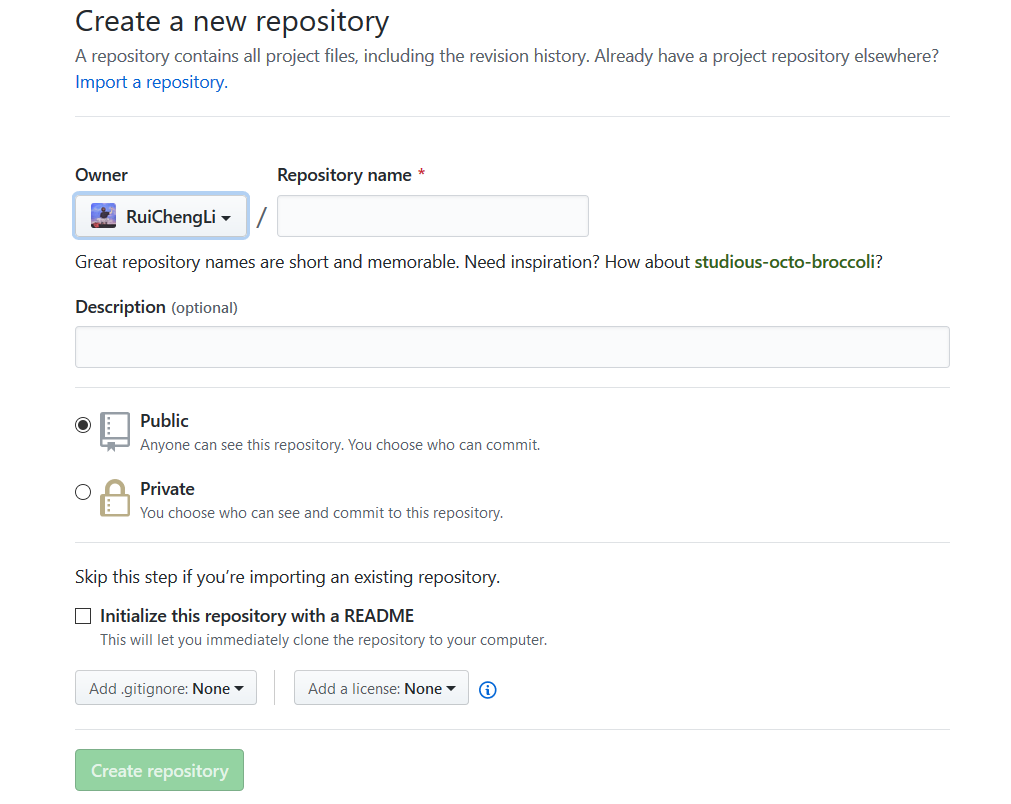 Create a new repository
A repository contains all project files, including the revision history. Already have a project repository elsewhere?
Import a repository.
Owner
Repository name *
RuiChengLi
/
Great repository names are short and memorable. Need inspiration? How about studious-octo-broccoli?
Description (optional)
Public
Anyone can see this repository. You choose who can commit.
Private
You choose who can see and commit to this repository.
Skip this step if you’re importing an existing repository.
Initialize this repository with a README
This will let you immediately clone the repository to your computer.
Add .gitignore: None
Add a license: None
Create repository